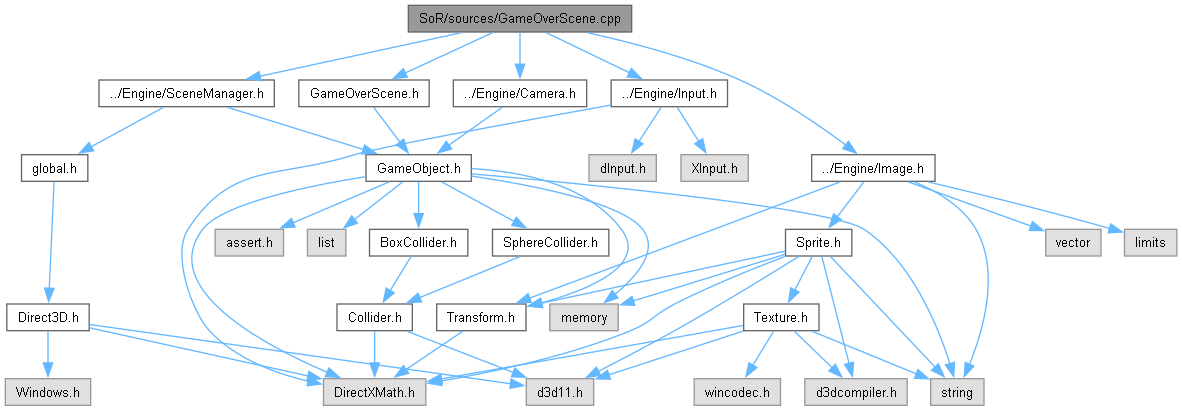 SoR/sources/GameOverScene.cpp
../Engine/SceneManager.h
GameOverScene.h
../Engine/Camera.h
../Engine/Input.h
global.h
GameObject.h
dInput.h
XInput.h
../Engine/Image.h
assert.h
list
BoxCollider.h
SphereCollider.h
Sprite.h
vector
limits
Direct3D.h
Collider.h
Transform.h
memory
Texture.h
Windows.h
DirectXMath.h
d3d11.h
wincodec.h
d3dcompiler.h
string